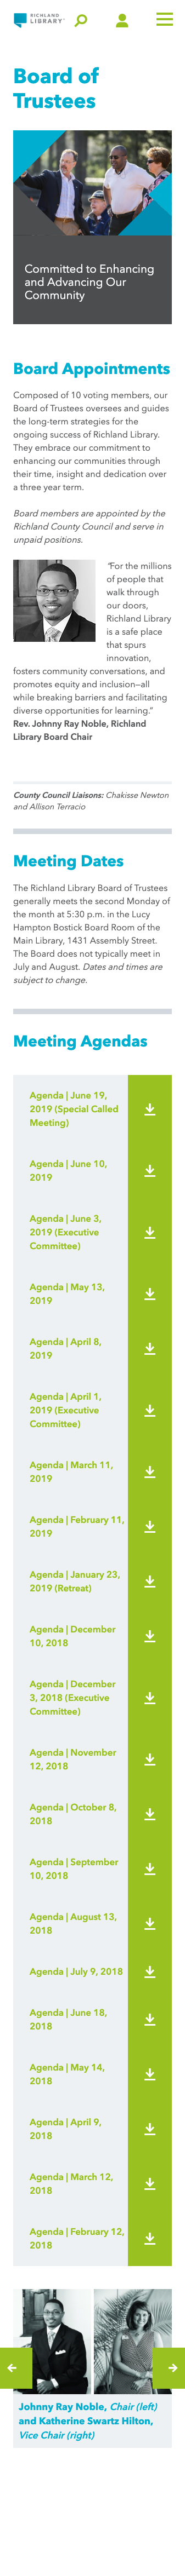 RICHLAND
LIBRARY
Board of
Trustees
Committed to Enhancing
and Advancing Our
Community
Board Appointments
Composed of 10 voting members, our
Board of Trustees oversees and guides
the long-term strategies for the
ongoing success of Richland Library.
They embrace our commitment to
enhancing our communities through
their time, insight and dedication over
a three year term.
Board members are appointed by the
Richland County Council and serve in
unpaid positions.
“For the millions
of people that
walk through
our doors,
Richland Library
is a safe place
that spurs
innovation,
fosters community conversations, and
promotes equity and inclusion—all
while breaking barriers and facilitating
diverse opportunities for learning.”
Rev. Johnny Ray Noble, Richland
Library Board Chair
County Council Liaisons: Chakisse Newton
and Allison Terracio
Meeting Dates
The Richland Library Board of Trustees
generally meets the second Monday of
the month at 5:30 p.m. in the Lucy
Hampton Bostick Board Room of the
Main Library, 1431 Assembly Street.
The Board does not typically meet in
July and August. Dates and times are
subject to change.
Meeting Agendas
Agenda | June 19,
2019 (Special Called
Meeting)
Agenda | June 10,
2019
Agenda | June 3,
2019 (Executive
Committee)
Agenda | May 13,
2019
Agenda | April 8,
2019
Agenda | April 1,
2019 (Executive
Committee)
Agenda | March 11,
2019
Agenda | February 11,
2019
Agenda | January 23,
2019 (Retreat)
Agenda | December
10, 2018
Agenda | December
3, 2018 (Executive
Committee)
Agenda | November
12, 2018
Agenda | October 8,
2018
Agenda | September
10, 2018
Agenda | August 13,
2018
Agenda | July 9, 2018
Agenda | June 18,
2018
Agenda | May 14,
2018
Agenda | April 9,
2018
Agenda | March 12,
2018
Agenda | February 12,
2018
Johnny Ray Noble, Chair (left)
and Katherine Swartz Hilton,
Vice Chair (right)